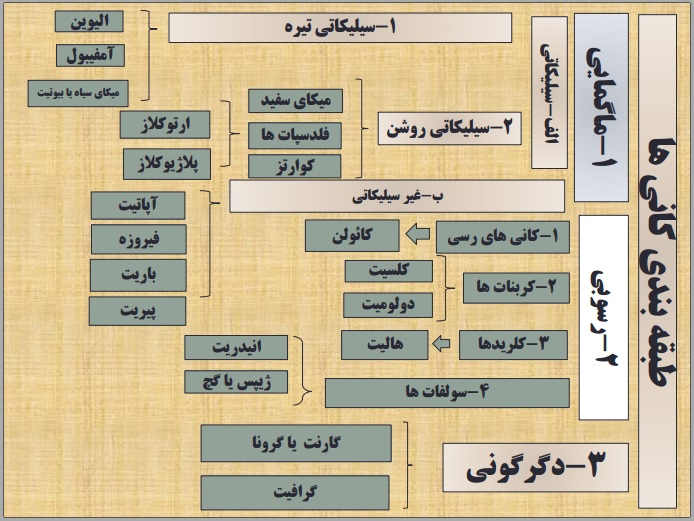 طبقه بندی کانی ها
۱-ماگمایی
الف-سیلیکاتی
۱-سیلیکاتی تیره
الیوین
آمفیبول
میکای سیاه یا بیوتیت
۲-سیلیکاتی روشن
میکای سفید
فلدسپات ها
کوارتز
ارتوکلاز
پلاژیوکلاز
ب-غیر سیلیکاتی
آپاتیت
فیروزه
باریت
پیریت
۲-رسوبی
۱-کانی های رسی
کائولن
۲-کربنات ها
کلسیت
دولومیت
۳-کلریدها
هالیت
۴-سولفات ها
انیدریت
ژیپس یا گچ
۳-دگرگونی
گارنت یا گرونا
گرافیت